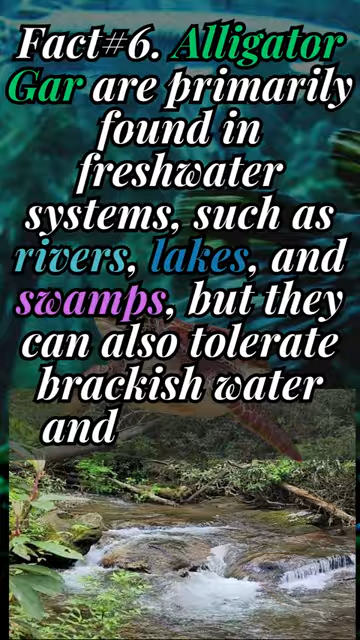 Fact#6. Alligator
Gar are primarily
found in
freshwater
systems, such as
rivers, lakes, and
swamps, but they
can also tolerate
brackish water
and